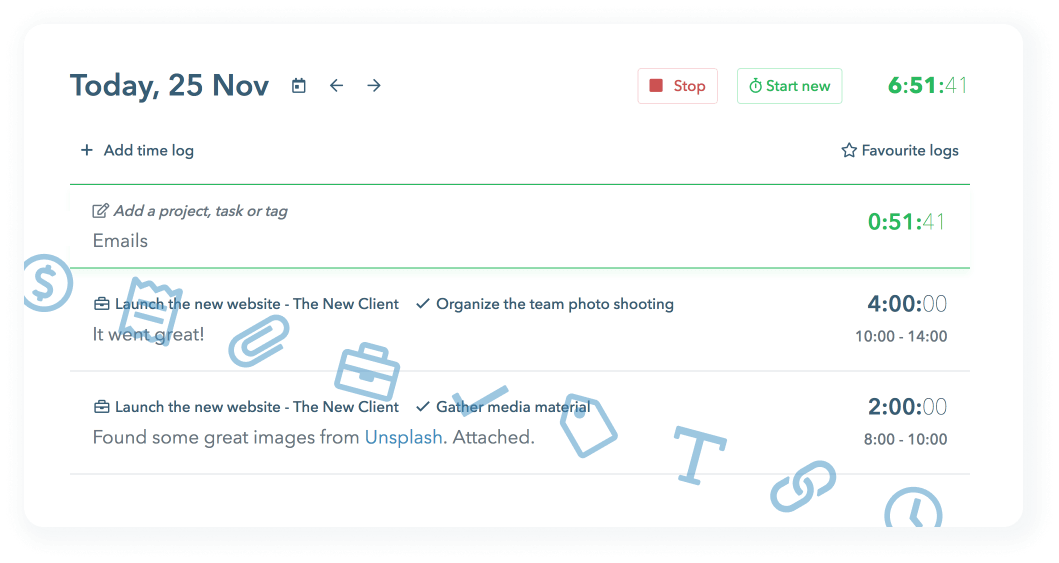 Today, 25 Nov
Stop
Start new
6:51:41
Add time log
Favourite logs
Add a project, task or tag
0:51:41
Emails
Launch the new website - The New Client
Organize the team photo shooting
4:00:00
It went great!
10:00 - 14:00
Launch the new website - The New Client
Gather media material
2:00:00
Found some great images from Unsplash. Attached.
8:00 - 10:00